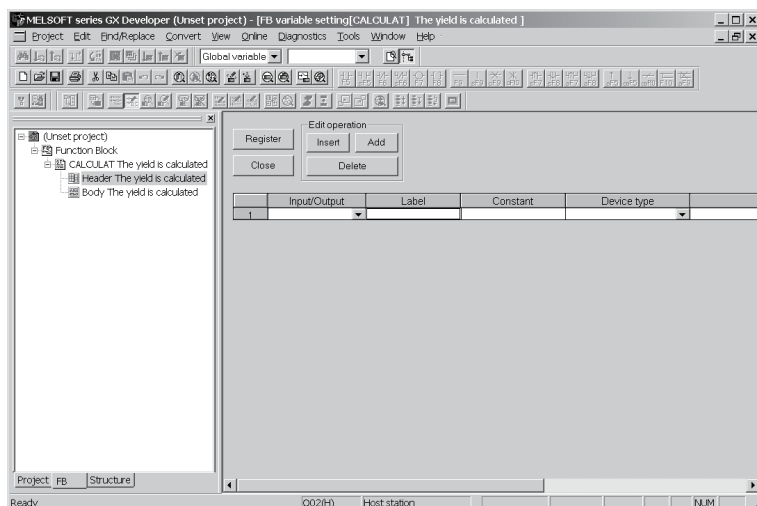 MELSOFT series GX Developer (Unset project) - [FB variable setting[CALCULAT] The yield is calculated ]
Project Edit Find/Replace Convert View Online Diagnostics Tools Window Help
Global variable
(Unset project)
Function Block
CALCULAT The yield is calculated
Header The yield is calculated
Body The yield is calculated
Project FB Structure
Edit operation
Register Insert Add
Close Delete
Input/Output Label Constant Device type
1
Ready Q02(H) Host station NUM